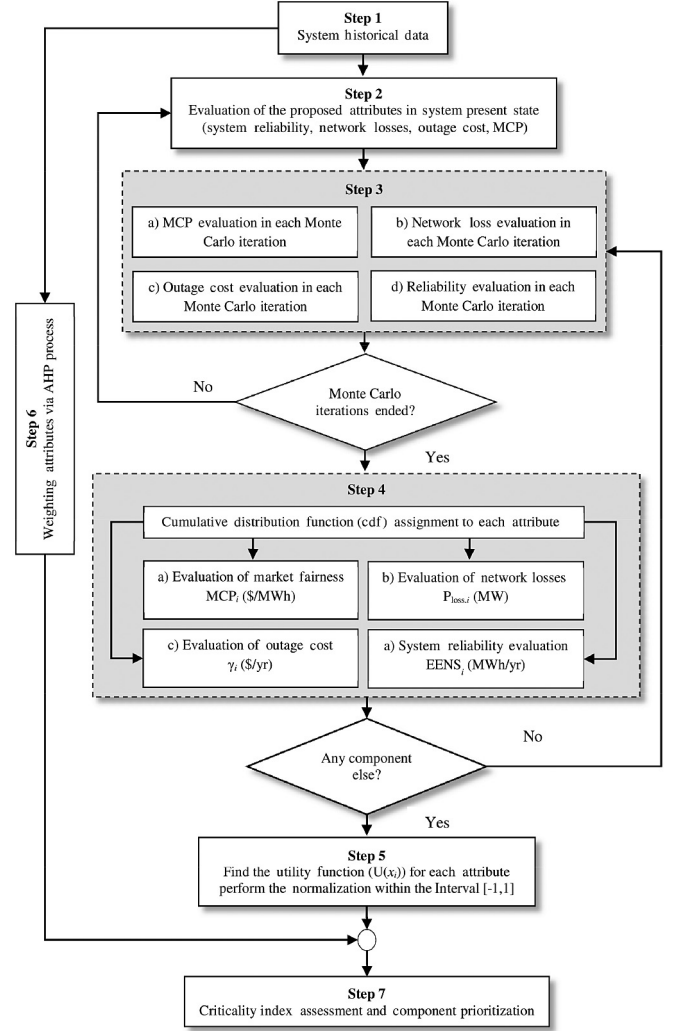 Step 1
System historical data
Step 2
Evaluation of the proposed attributes in system present state
(system reliability, network losses, outage cost, MCP)
Step 3
a) MCP evaluation in each Monte
Carlo iteration
b) Network loss evaluation in
each Monte Carlo iteration
c) Outage cost evaluation in each
Monte Carlo iteration
d) Reliability evaluation in each
Monte Carlo iteration
Step 6
Weighting attributes via AHP process
No
Monte Carlo
iterations ended?
Yes
Step 4
Cumulative distribution function (cdf) assignment to each attribute
a) Evaluation of market fairness
MCPi ($/MWh)
b) Evaluation of network losses
Ploss.i (MW)
c) Evaluation of outage cost
γi ($/yr)
a) System reliability evaluation
EENSi (MWh/yr)
No
Any component
else?
Yes
Step 5
Find the utility function (U(xi)) for each attribute
perform the normalization within the Interval [-1,1]
Step 7
Criticality index assessment and component prioritization